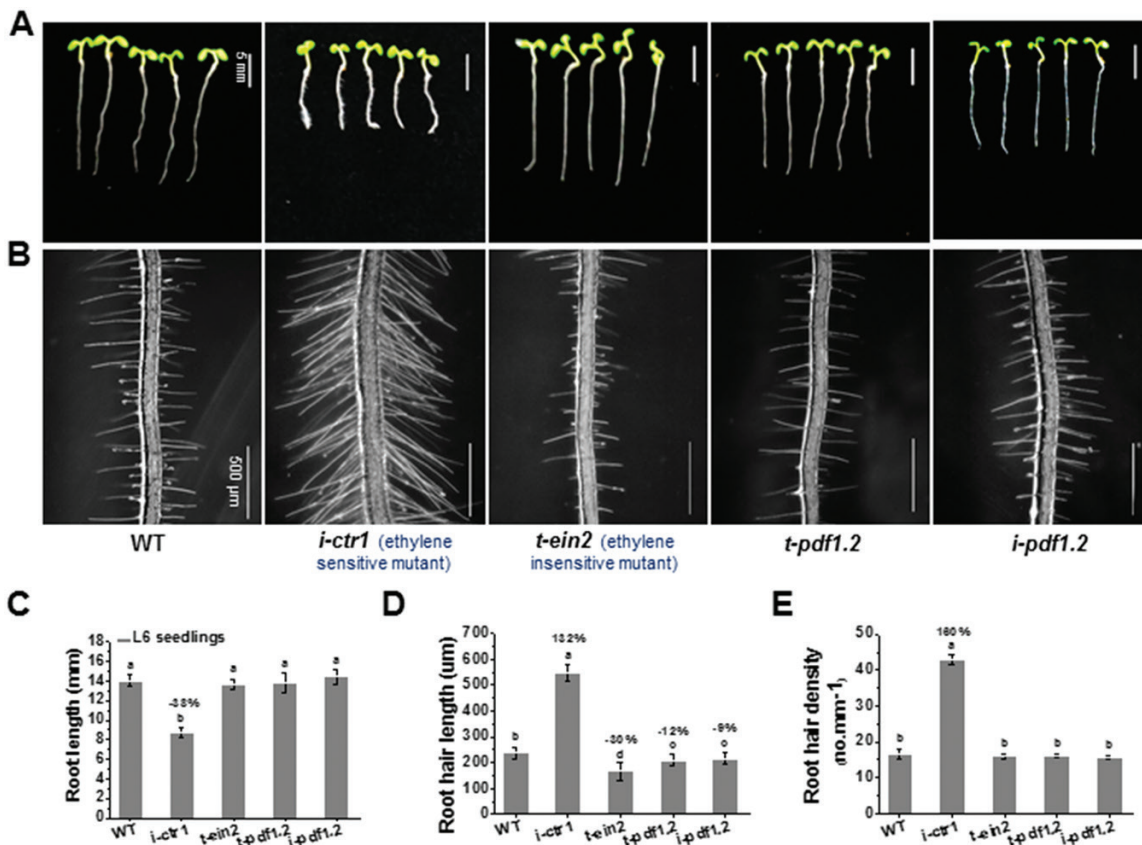 A
5 mm
B
500 µm
WT
i-ctr1 (ethylene
sensitive mutant)
t-ein2 (ethylene
insensitive mutant)
t-pdf1.2
i-pdf1.2
C
L6 seedlings
Root length (mm)
18
16
14
12
10
8
6
4
2
0
a
-38%
b
a
a
a
WT
i-ctr1
t-ein2
t-pdf1.2
i-pdf1.2
D
Root hair length (um)
700
600
500
400
300
200
100
0
b
132%
a
-30%
d
-12%
c
-9%
c
WT
i-ctr1
t-ein2
t-pdf1.2
i-pdf1.2
E
Root hair density
(no.mm-1)
50
40
30
20
10
0
b
160%
a
b
b
b
WT
i-ctr1
t-ein2
t-pdf1.2
i-pdf1.2